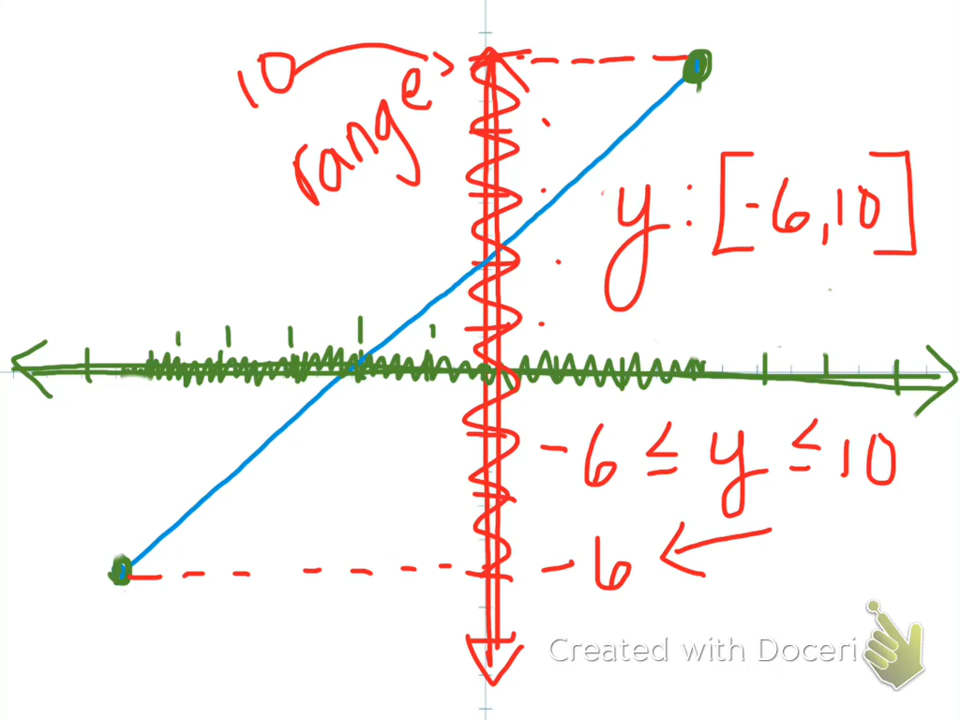 10
range
y: [-6,10]
-6 ≤ y ≤ 10
-6
Created with Doceri